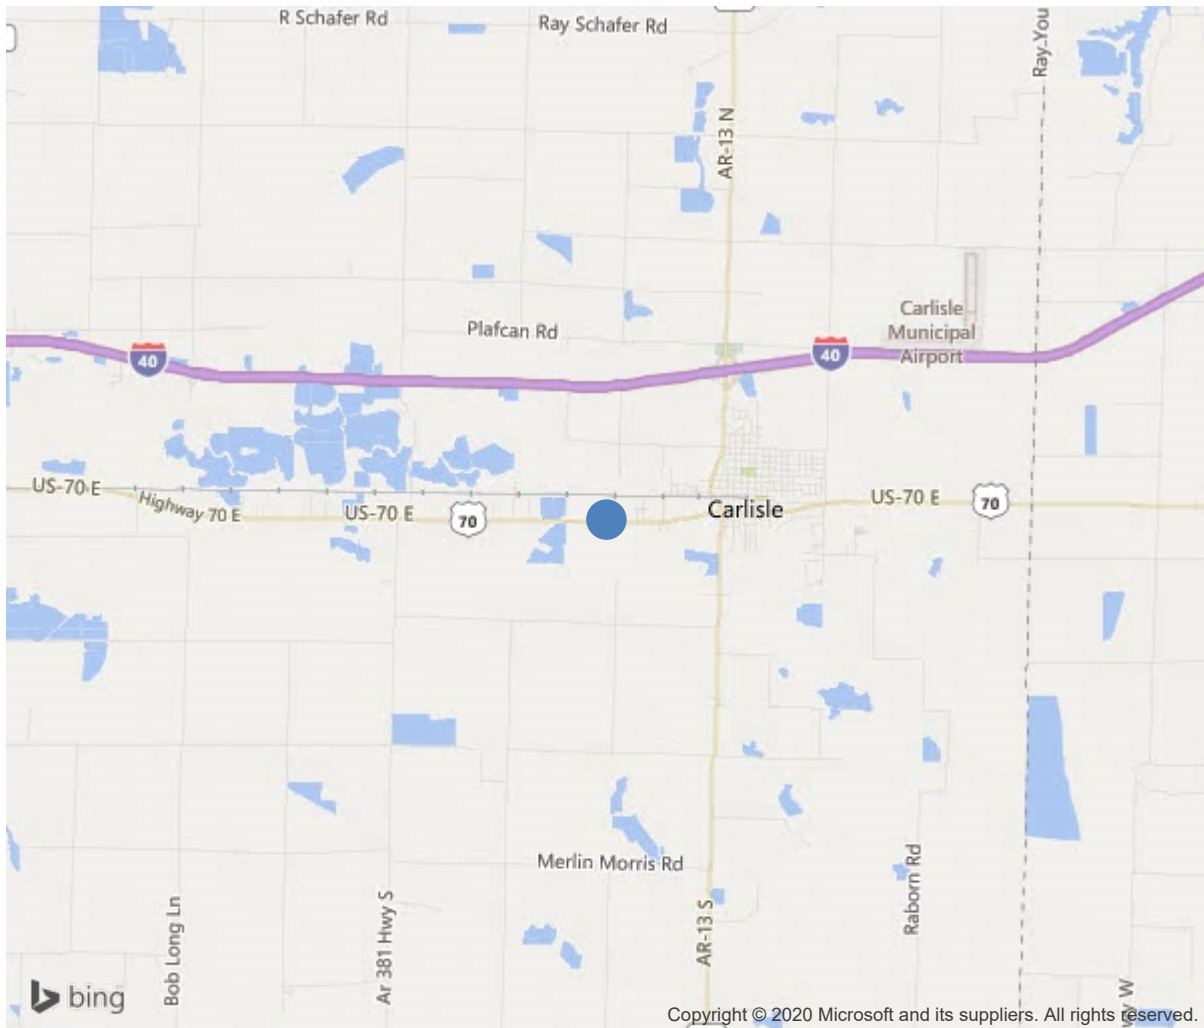 R Schafer Rd
Ray Schafer Rd
Ray-You
AR-13 N
Carlisle
Municipal
Airport
Plafcan Rd
40
40
US-70 E
Highway 70 E
US-70 E
70
Carlisle
US-70 E
70
Merlin Morris Rd
Bob Long Ln
Ar 381 Hwy S
AR-13 S
Raborn Rd
W
bing
Copyright © 2020 Microsoft and its suppliers. All rights reserved.